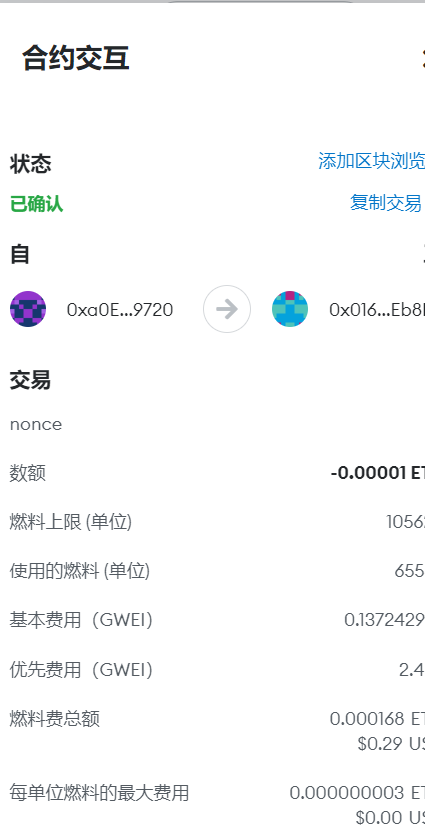 合约交互
状态
添加区块浏览
已确认
复制交易
自
0xa0E...9720
0x016...Eb8
交易
nonce
数额
-0.00001 ET
燃料上限 (单位)
1056
使用的燃料 (单位)
655
基本费用（GWEI）
0.1372429
优先费用（GWEI）
2.4
燃料费总额
0.000168 ET
$0.29 US
每单位燃料的最大费用
0.000000003 ET
$0.00 US